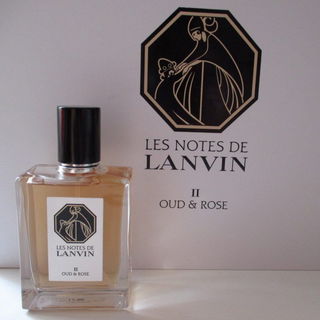 LES NOTES DE
LANVIN
II
OUD & ROSE
LES NOTES DE
LANVIN
II
OUD & ROSE